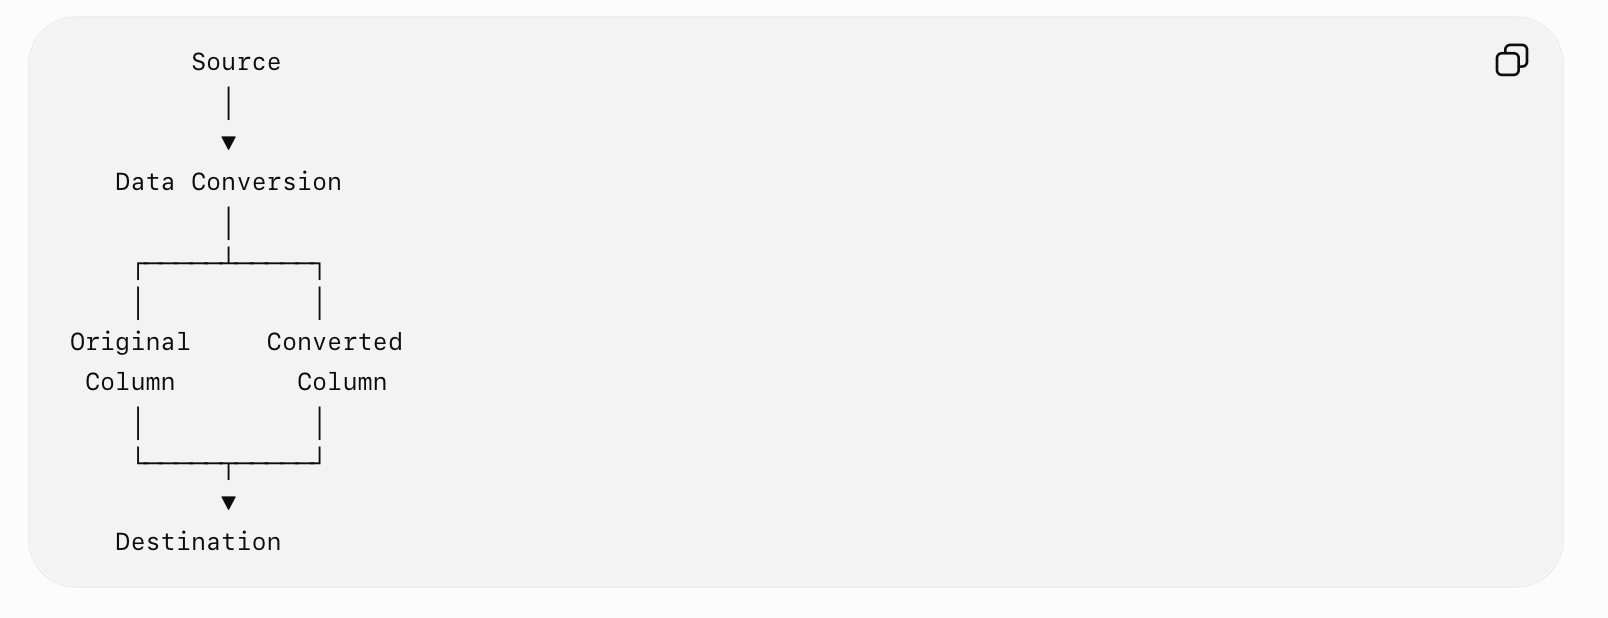 Source
Data Conversion
Original Converted
Column Column
Destination